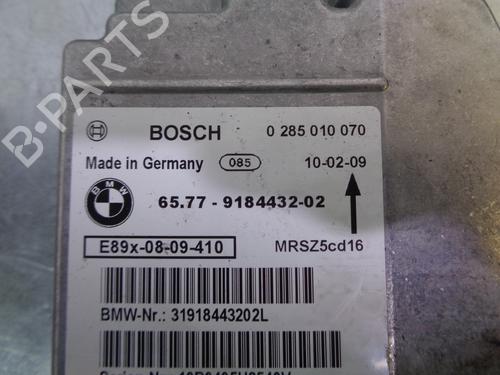 B-PARTS
BOSCH 0 285 010 070
Made in Germany 085 10-02-09
BMW 65.77 - 9184432-02
E89x-08-09-410 MRSZ5cd16
BMW-Nr.: 31918443202L